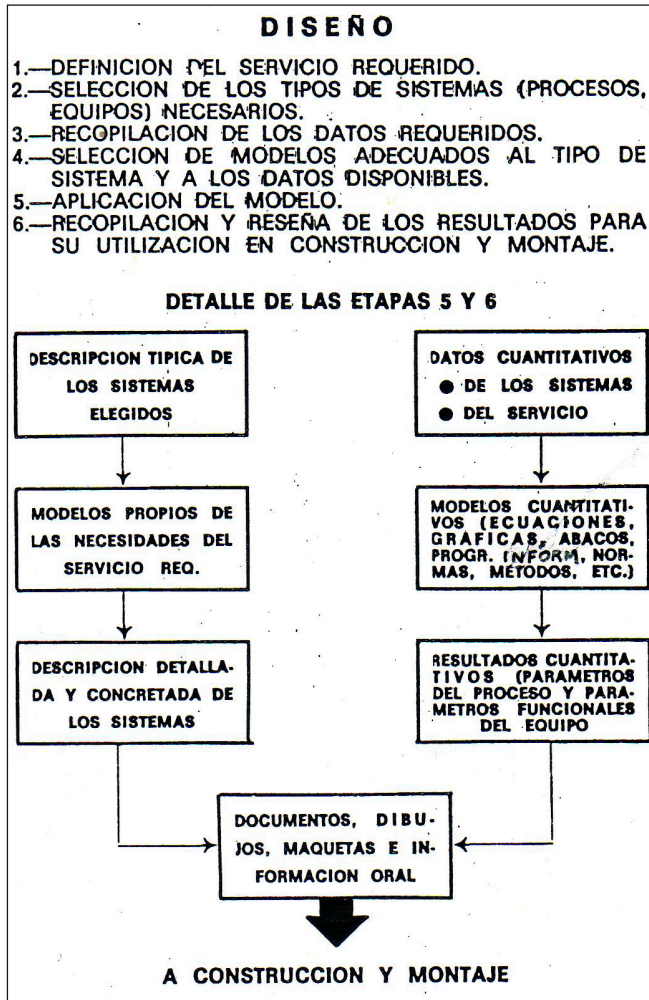 DISEÑO
1.—DEFINICION DEL SERVICIO REQUERIDO.
2.—SELECCION DE LOS TIPOS DE SISTEMAS (PROCESOS,
EQUIPOS) NECESARIOS.
3.—RECOPILACION DE LOS DATOS REQUERIDOS.
4.—SELECCION DE MODELOS ADECUADOS AL TIPO DE
SISTEMA Y A LOS DATOS DISPONIBLES.
5.—APLICACION DEL MODELO.
6.—RECOPILACION Y RESEÑA DE LOS RESULTADOS PARA
SU UTILIZACION EN CONSTRUCCION Y MONTAJE.
DETALLE DE LAS ETAPAS 5 Y 6
DESCRIPCION TIPICA DE
LOS SISTEMAS
ELEGIDOS
DATOS CUANTITATIVOS
● DE LOS SISTEMAS
● DEL SERVICIO
MODELOS PROPIOS DE
LAS NECESIDADES DEL
SERVICIO REQ.
MODELOS CUANTITATI-
VOS (ECUACIONES,
GRAFICAS, ABACOS,
PROGR. INFORM, NOR-
MAS, MÉTODOS, ETC.)
DESCRIPCION DETALLA-
DA Y CONCRETADA DE
LOS SISTEMAS
RESULTADOS CUANTITA-
TIVOS (PARAMETROS
DEL PROCESO Y PARA-
METROS FUNCIONALES
DEL EQUIPO
DOCUMENTOS, DIBU-
JOS, MAQUETAS E IN-
FORMACION ORAL
A CONSTRUCCION Y MONTAJE